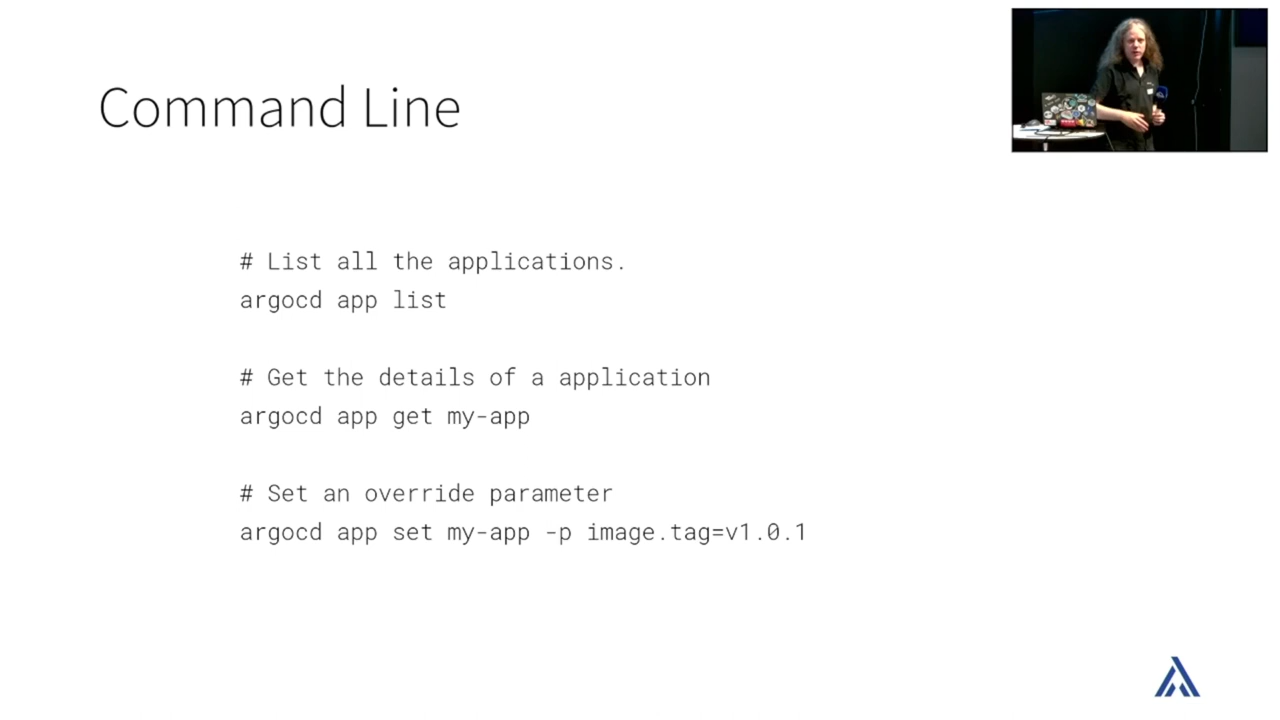 Command Line
# List all the applications.
argocd app list
# Get the details of a application
argocd app get my-app
# Set an override parameter
argocd app set my-app -p image.tag=v1.0.1